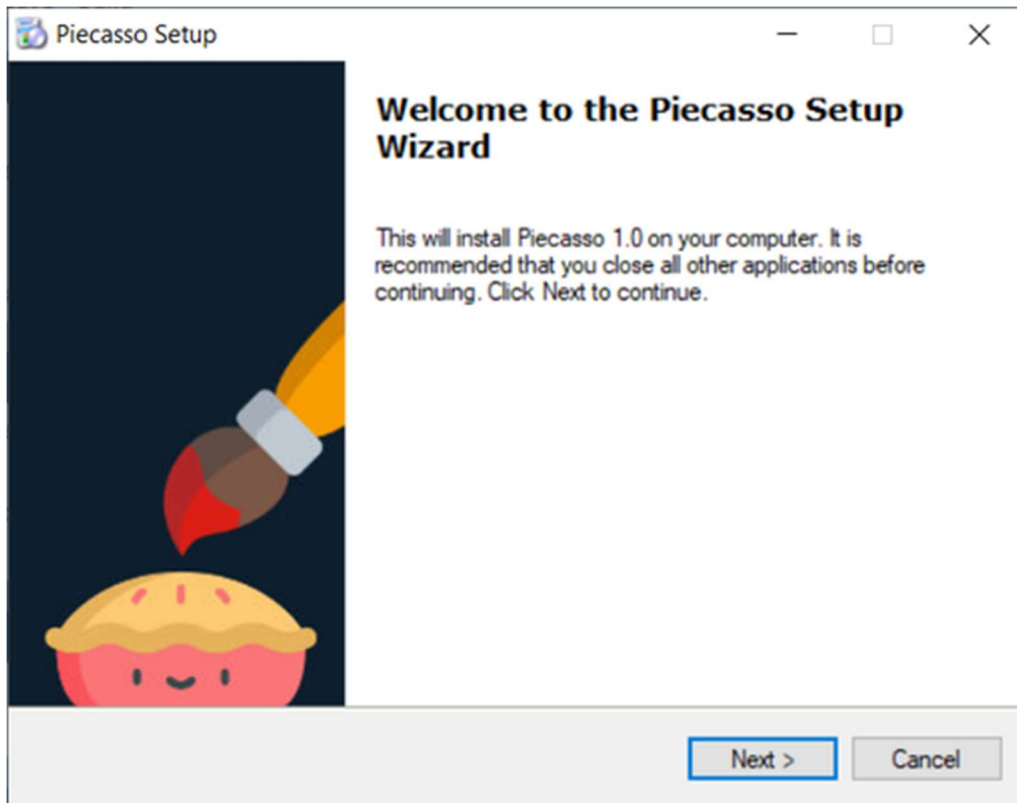 Piecasso Setup
Welcome to the Piecasso Setup
Wizard
This will install Piecasso 1.0 on your computer. It is
recommended that you close all other applications before
continuing. Click Next to continue.
Next >
Cancel